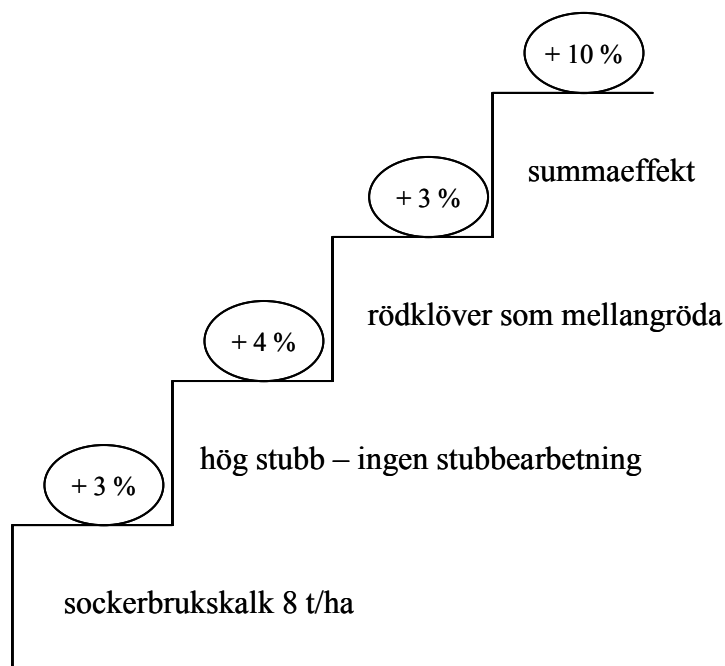 + 10 %
summaeffekt
+ 3 %
rödklöver som mellangröda
+ 4 %
hög stubb – ingen stubbearbetning
+ 3 %
sockerbrukskalk 8 t/ha